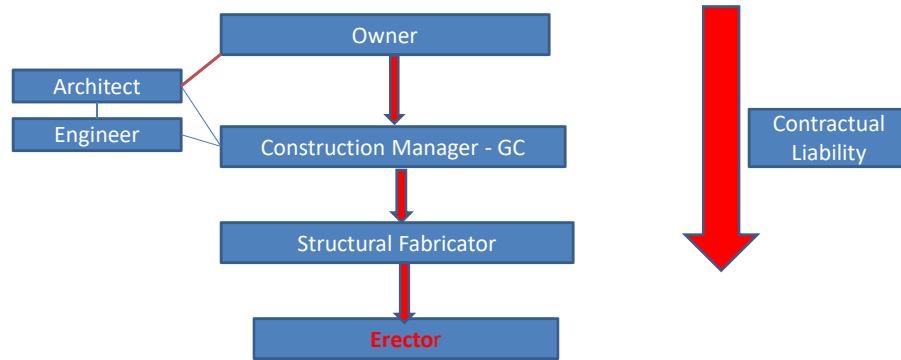 Owner
Architect
Engineer
Construction Manager - GC
Contractual
Liability
Structural Fabricator
Erector